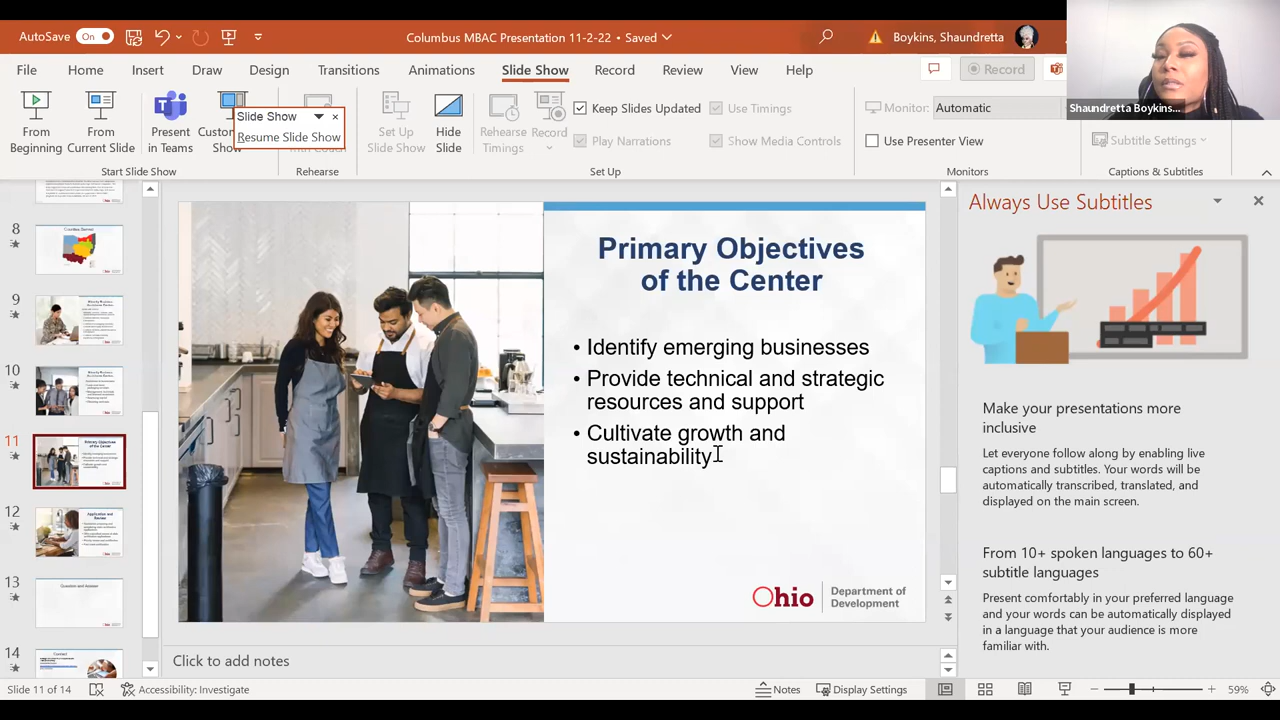 AutoSave
On
Columbus MBAC Presentation 11-2-22 • Saved
Boykins, Shaundretta
File
Home
Insert
Draw
Design
Transitions
Animations
Slide Show
Record
Review
View
Help
Record
From
Beginning
From
Current Slide
Present
in Teams
Slide Show
Resume Slide Show
Set Up
Slide Show
Hide
Slide
Rehearse
Timings
Record
Keep Slides Updated
Play Narrations
Use Timings
Show Media Controls
Monitor:
Automatic
Use Presenter View
Subtitle Settings
Shaundretta Boykins...
Start Slide Show
Rehearse
Set Up
Monitors
Captions & Subtitles
8
9
10
11
12
13
14
Primary Objectives
of the Center
• Identify emerging businesses
• Provide technical and strategic
resources and support
• Cultivate growth and
sustainability
Ohio
Department of
Development
Always Use Subtitles
Make your presentations more
inclusive
Let everyone follow along by enabling live
captions and subtitles. Your words will be
automatically transcribed, translated, and
displayed on the main screen.
From 10+ spoken languages to 60+
subtitle languages
Present comfortably in your preferred language
and your words can be automatically displayed
in a language that your audience is more
familiar with.
Click to add notes
Slide 11 of 14
Accessibility: Investigate
Notes
Display Settings
59%